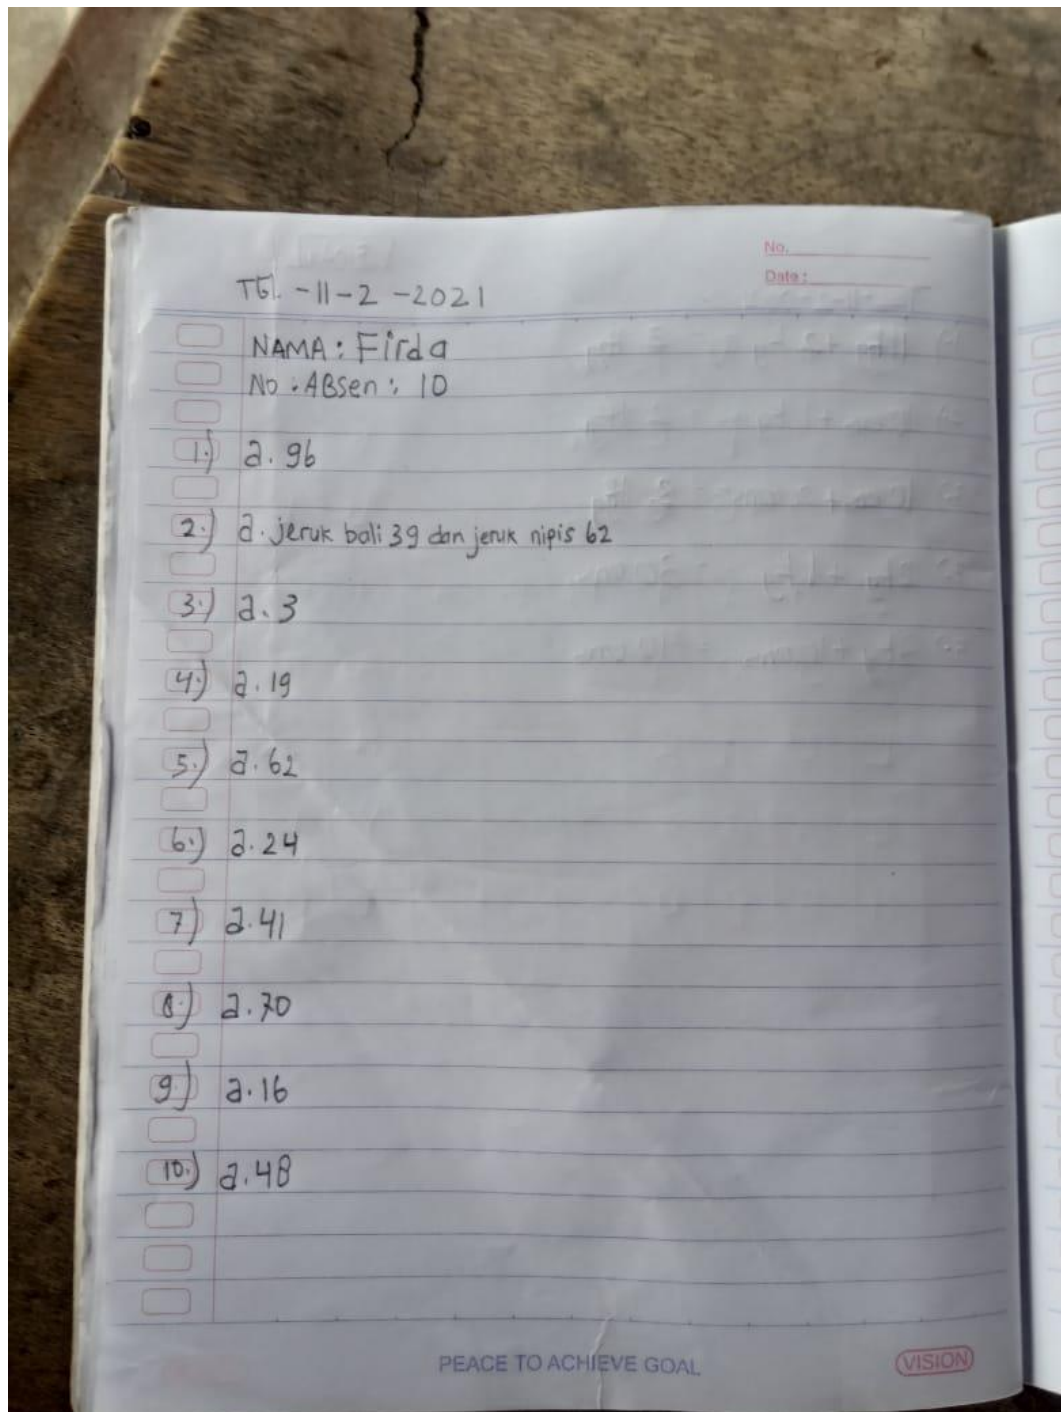 No.
Date:
TGl. -11-2 -2021
NAMA: Firda
No: ABsen: 10
1.) a. 96
2.) a. jeruk bali 39 dan jeruk nipis 62
3.) a. 3
4.) a. 19
5.) a. 62
6.) a. 24
7) a. 41
8.) a. 70
9.) a. 16
10.) a. 48
PEACE TO ACHIEVE GOAL
VISION